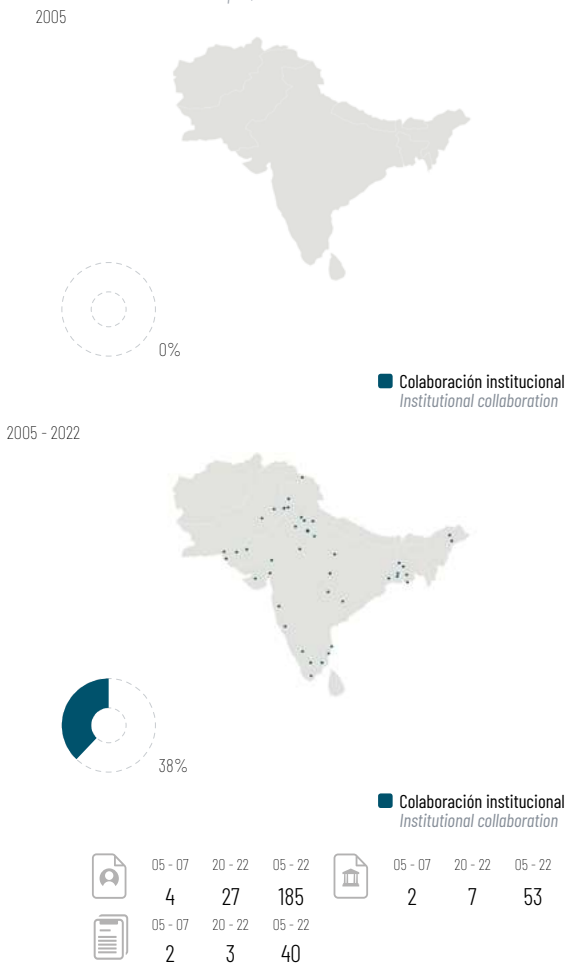 2005
0%
Colaboración institucional
Institucional collaboration
2005 - 2022
38%
Colaboración institucional
Institucional collaboration
05 - 07 20 - 22 05 - 22 05 - 07 20 - 22 05 - 22
4 27 185 2 7 53
05 - 07 20 - 22 05 - 22
2 3 40